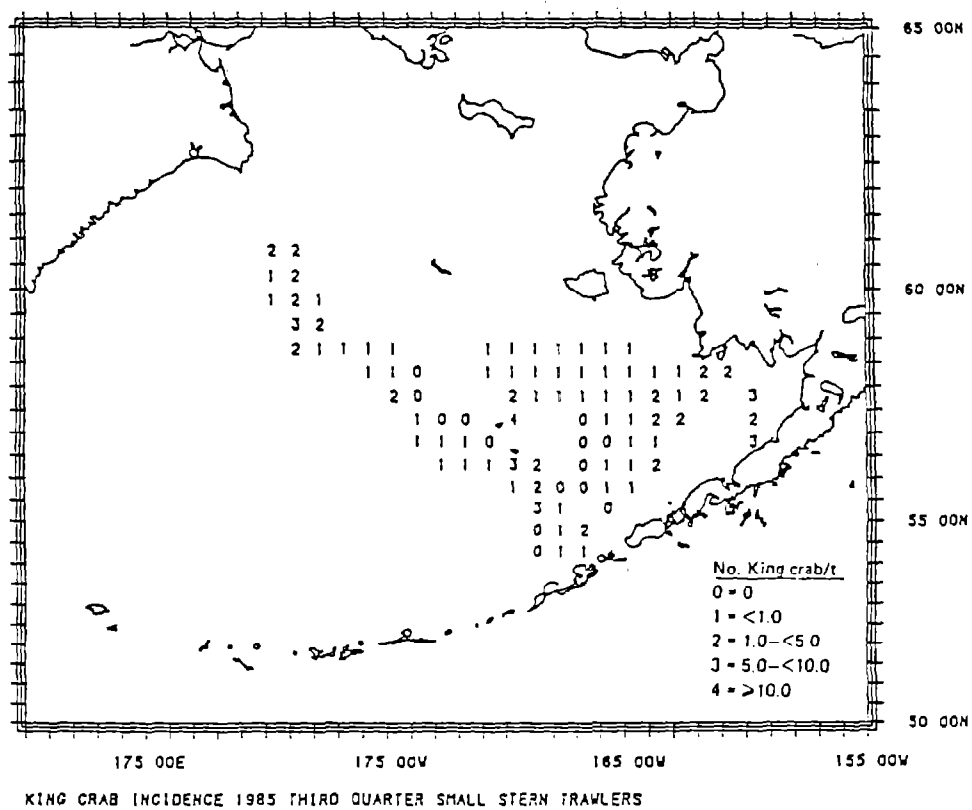 65 00N
2 2
1 2
1 2 1 60 00N
3 2
2 1 1 1 1 1 1 1 1 1 1 1
1 1 0 1 1 1 1 1 1 1 1 1 2 2
2 0 2 1 1 1 1 1 2 1 2 3
1 0 0 4 0 1 1 2 2 2
0 1 1 0 0 0 1 1 3
1 1 1 3 2 0 1 1 2
1 2 0 0 1 1
3 1 0
0 1 2 55 00N
0 1 1
No. King crab/t
0 = 0
1 = <1.0
2 = 1.0–<5.0
3 = 5.0–<10.0
4 = ≥10.0
50 00N
175 00E 175 00W 165 00W 155 00W
KING CRAB INCIDENCE 1985 THIRD QUARTER SMALL STERN TRAWLERS